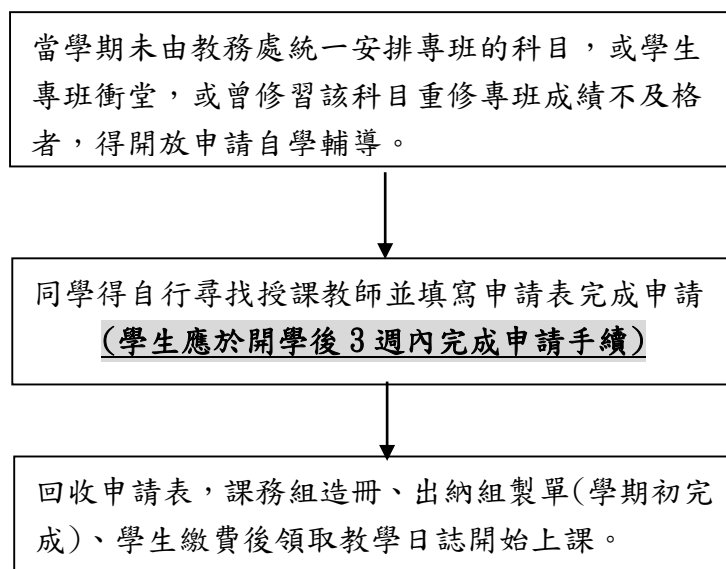 當學期未由教務處統一安排專班的科目，或學生
專班衝堂，或曾修習該科目重修專班成績不及格
者，得開放申請自學輔導。
同學得自行尋找授課教師並填寫申請表完成申請
(學生應於開學後 3 週內完成申請手續)
回收申請表，課務組造冊、出納組製單(學期初完
成)、學生繳費後領取教學日誌開始上課。